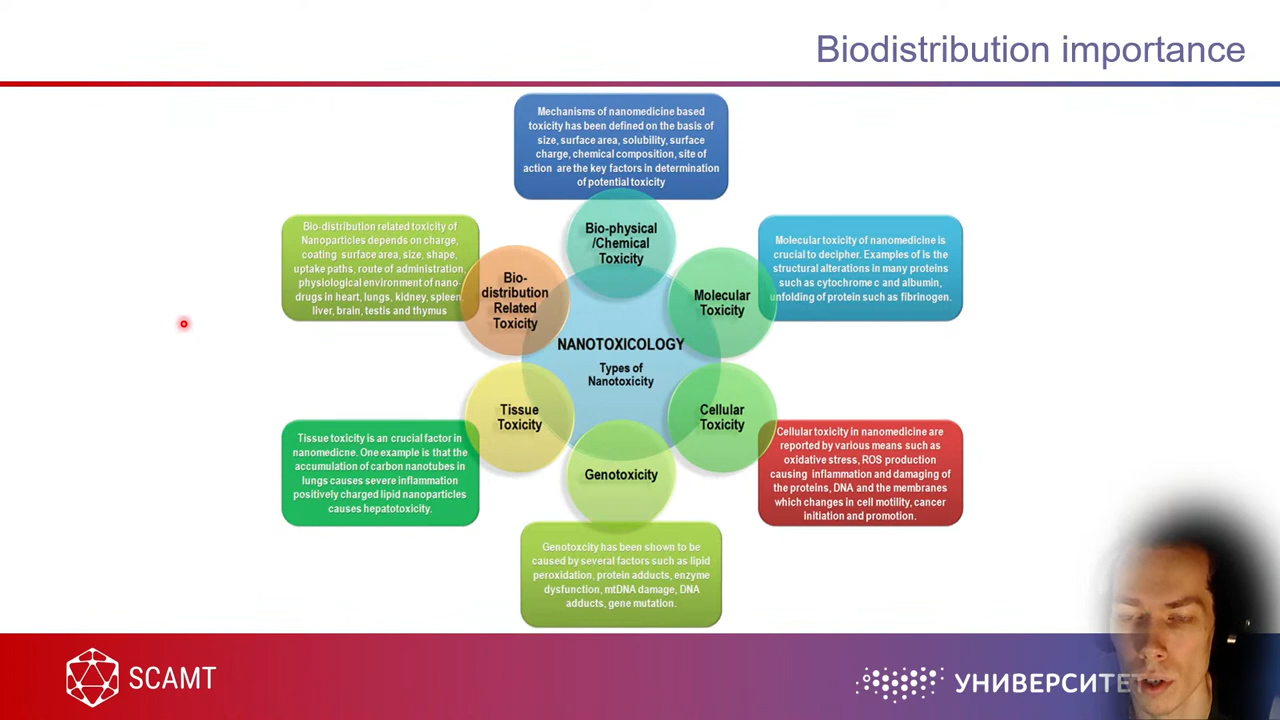 Biodistribution importance
Mechanisms of nanomedicine based
toxicity has been defined on the basis of
size, surface area, solubility, surface
charge, chemical composition, site of
action are the key factors in determination
of potential toxicity
Bio-physical
/Chemical
Toxicity
Bio-distribution related toxicity of
Nanoparticles depends on charge,
coating surface area, size, shape,
uptake paths, route of administration,
physiological environment of nano-
drugs in heart, lungs, kidney, spleen,
liver, brain, testis and thymus
Bio-
distribution
Related
Toxicity
Molecular
Toxicity
Molecular toxicity of nanomedicine is
crucial to decipher. Examples of is the
structural alterations in many proteins
such as cytochrome c and albumin,
unfolding of protein such as fibrinogen.
NANOTOXICOLOGY
Types of
Nanotoxicity
Tissue
Toxicity
Cellular
Toxicity
Tissue toxicity is an crucial factor in
nanomedicne. One example is that the
accumulation of carbon nanotubes in
lungs causes severe inflammation
positively charged lipid nanoparticles
causes hepatotoxicity.
Cellular toxicity in nanomedicine are
reported by various means such as
oxidative stress, ROS production
causing inflammation and damaging of
the proteins, DNA and the membranes
which changes in cell motility, cancer
initiation and promotion.
Genotoxicity
Genotoxcity has been shown to be
caused by several factors such as lipid
peroxidation, protein adducts, enzyme
dysfunction, mtDNA damage, DNA
adducts, gene mutation.
SCAMT
УНИВЕРСИТЕТ